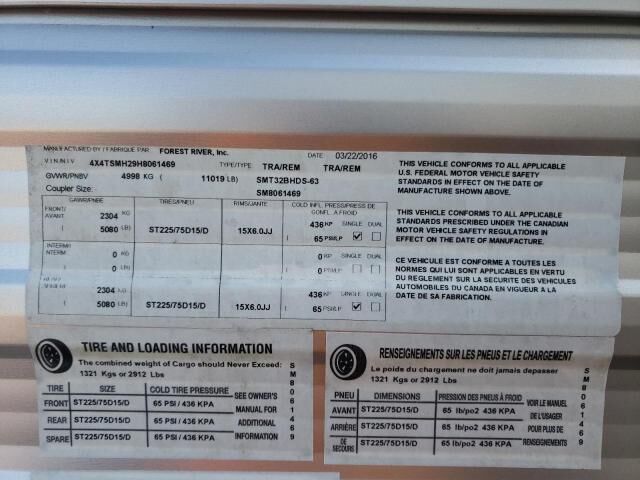 MANUFACTURED BY / FABRIQUE PAR FOREST RIVER, Inc. DATE 03/22/2016
V.I.N/N.I.V 4X4TSMH29H8061469 TYPE/TYPE TRA/REM TRA/REM
GVWR/PNBV 4998 KG ( 11019 LB) SMT32BHDS-63
Coupler Size: SM8061469
GAWR/PBNE TIRES/PNEU RIMS/JANTE COLD INFL. PRESS/PRESS DE GONFL. A FROID
FRONT/ AVANT 2304 KG 436 KP SINGLE DUAL
( 5080 LB) ST225/75D15/D 15X6.0JJ 65 PSI/LP
INTERM/ INTERM 0 KG 0 KP SINGLE DUAL
( 0 LB) 0 PSI/LP
2304 KG 436 KP SINGLE DUAL
( 5080 LB) ST225/75D15/D 15X6.0JJ 65 PSI/LP
THIS VEHICLE CONFORMS TO ALL APPLICABLE
U.S. FEDERAL MOTOR VEHICLE SAFETY
STANDARDS IN EFFECT ON THE DATE OF
MANUFACTURE SHOWN ABOVE.
THIS VEHICLE CONFORMS TO ALL APPLICABLE
STANDARDS PRESCRIBED UNDER THE CANADIAN
MOTOR VEHICLE SAFETY REGULATIONS IN
EFFECT ON THE DATE OF MANUFACTURE.
CE VÉHICULE EST CONFORME A TOUTES LES
NORMES QUI LUI SONT APPLICABLES EN VERTU
DU REGLEMENT SUR LA SECURITE DES VEHICULES
AUTOMOBILES DU CANADA EN VIGUEUR A LA
DATE DE SA FABRICATION.
TIRE AND LOADING INFORMATION
The combined weight of Cargo should Never Exceed:
1321 Kgs or 2912 Lbs
TIRE SIZE COLD TIRE PRESSURE SEE OWNER'S
FRONT ST225/75D15/D 65 PSI / 436 KPA MANUAL FOR
REAR ST225/75D15/D 65 PSI / 436 KPA ADDITIONAL
SPARE ST225/75D15/D 65 PSI / 436 KPA INFORMATION
SM8061469
RENSEIGNEMENTS SUR LES PNEUS ET LE CHARGEMENT
Le poids du chargement ne doit jamais depasser
1321 Kgs or 2912 Lbs
PNEU DIMENSIONS PRESSION DES PNEUS À FROID VOIR LE MANUEL
AVANT ST225/75D15/D 65 lb/po2 436 KPA DE L'USAGER
ARRIÈRE ST225/75D15/D 65 lb/po2 436 KPA POUR PLUS DE
DE SECOURS ST225/75D15/D 65 lb/po2 436 KPA RENSEIGNEMENTS
SM8061469